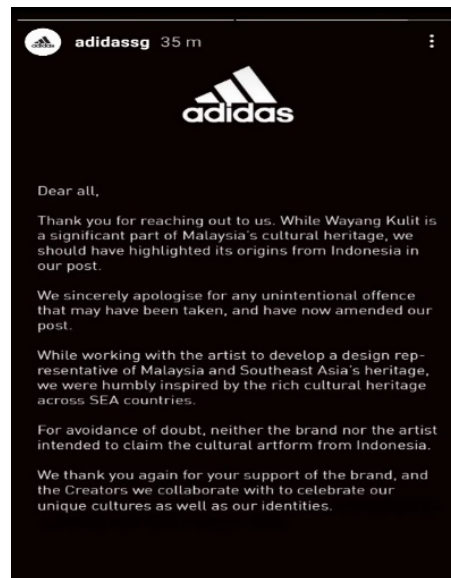 adidas
adidassg 35 m
adidas
Dear all,
Thank you for reaching out to us. While Wayang Kulit is
a significant part of Malaysia's cultural heritage, we
should have highlighted its origins from Indonesia in
our post.
We sincerely apologise for any unintentional offence
that may have been taken, and have now amended our
post.
While working with the artist to develop a design rep-
resentative of Malaysia and Southeast Asia's heritage,
we were humbly inspired by the rich cultural heritage
across SEA countries.
For avoidance of doubt, neither the brand nor the artist
intended to claim the cultural artform from Indonesia.
We thank you again for your support of the brand, and
the Creators we collaborate with to celebrate our
unique cultures as well as our identities.